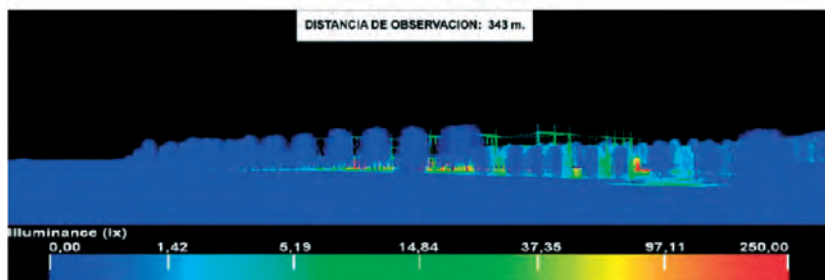 DISTANCIA DE OBSERVACION: 343 m.
Illuminance (lx)
0,00 1,42 5,19 14,84 37,35 97,11 250,00